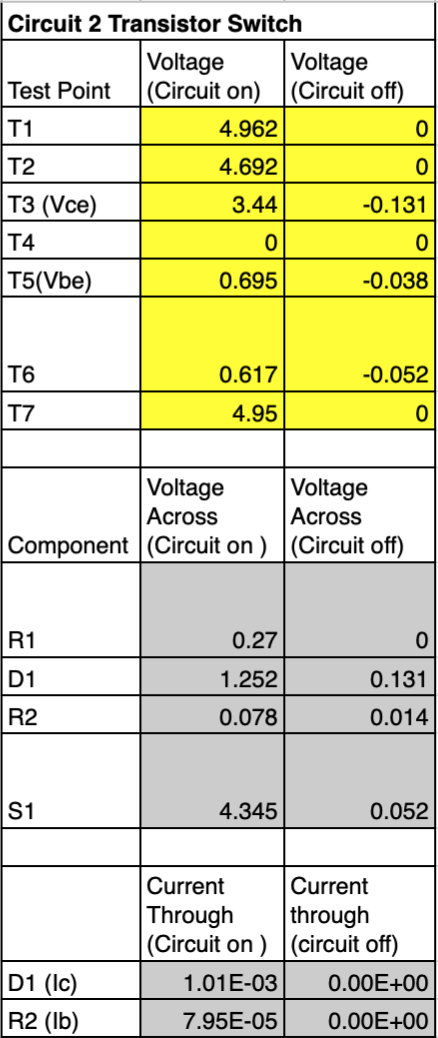 Circuit 2 Transistor Switch
Test Point Voltage (Circuit on) Voltage (Circuit off)
T1 4.962 0
T2 4.692 0
T3 (Vce) 3.44 -0.131
T4 0 0
T5(Vbe) 0.695 -0.038
T6 0.617 -0.052
T7 4.95 0
Component Voltage Across (Circuit on ) Voltage Across (Circuit off)
R1 0.27 0
D1 1.252 0.131
R2 0.078 0.014
S1 4.345 0.052
Current Through (Circuit on ) Current through (circuit off)
D1 (Ic) 1.01E-03 0.00E+00
R2 (Ib) 7.95E-05 0.00E+00